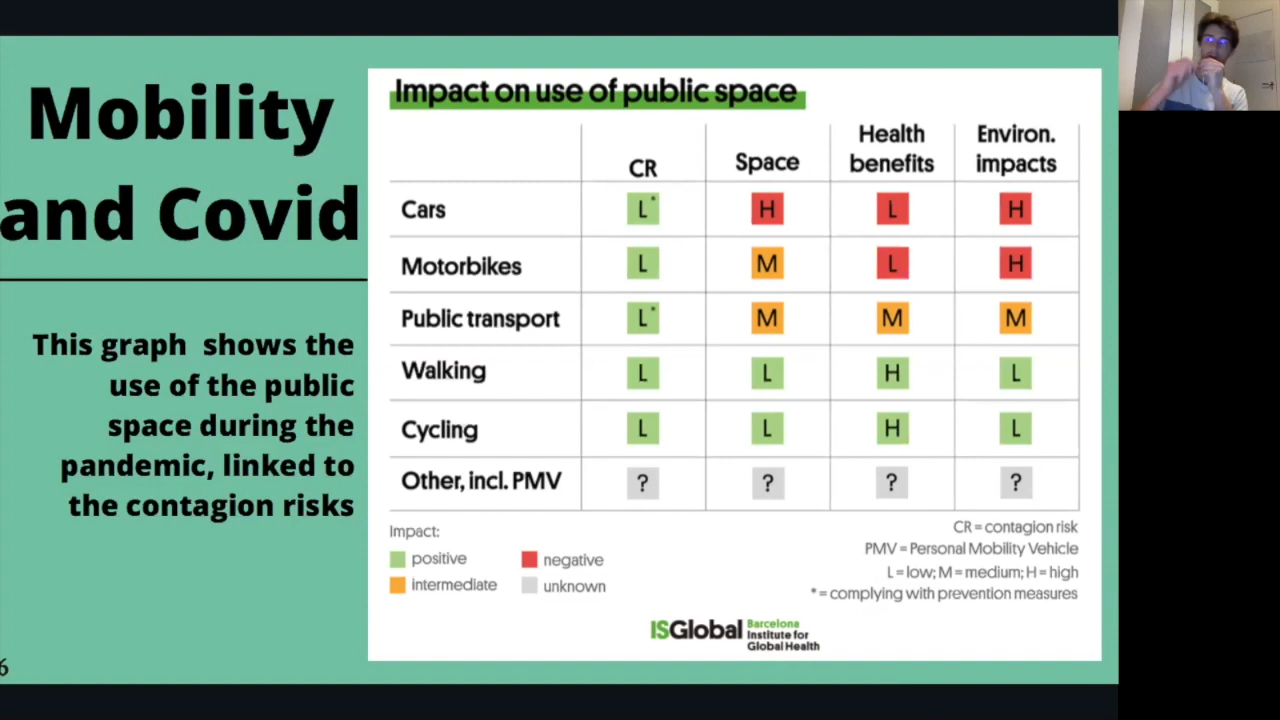 Mobility
and Covid
This graph shows the
use of the public
space during the
pandemic, linked to
the contagion risks
6
Impact on use of public space
CR Space Health benefits Environ. impacts
Cars L* H L H
Motorbikes L M L H
Public transport L* M M M
Walking L L H L
Cycling L L H L
Other, incl. PMV ? ? ? ?
Impact:
positive negative
intermediate unknown
CR = contagion risk
PMV = Personal Mobility Vehicle
L = low; M = medium; H = high
* = complying with prevention measures
ISGlobal Barcelona
Institute for
Global Health